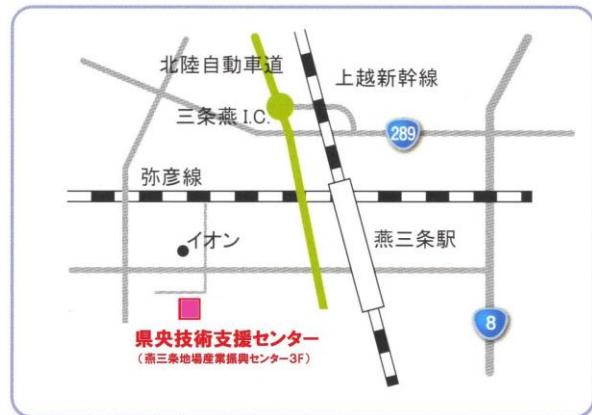 北陸自動車道
上越新幹線
三条燕 I.C.
289
弥彦線
イオン
燕三条駅
県央技術支援センター
(燕三条地場産業振興センター3F)
8